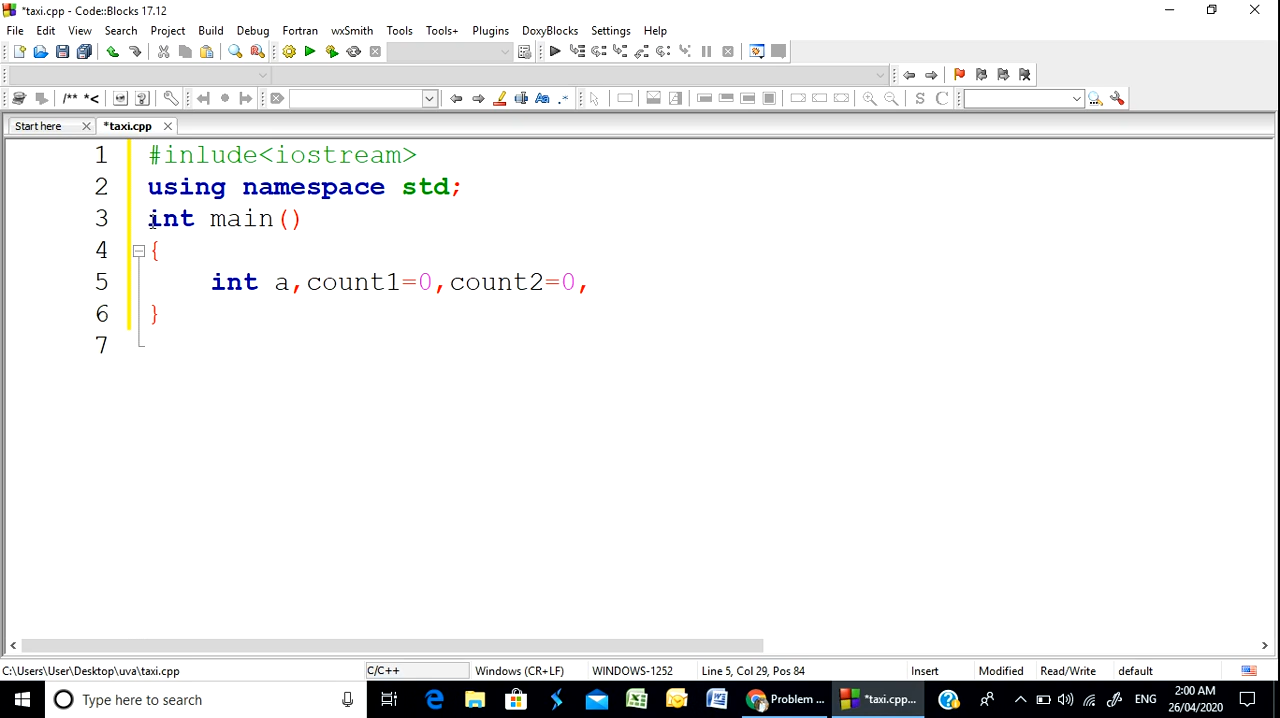 *taxi.cpp - Code::Blocks 17.12
File Edit View Search Project Build Debug Fortran wxSmith Tools Tools+ Plugins DoxyBlocks Settings Help
/** *<
S C
Start here *taxi.cpp
1 #inlude<iostream>
2 using namespace std;
3 int main()
4 {
5 int a,count1=0,count2=0,
6 }
7
C:\Users\User\Desktop\uva\taxi.cpp C/C++ Windows (CR+LF) WINDOWS-1252 Line 5, Col 29, Pos 84 Insert Modified Read/Write default
Type here to search Problem ... *taxi.cpp... ENG 2:00 AM
26/04/2020